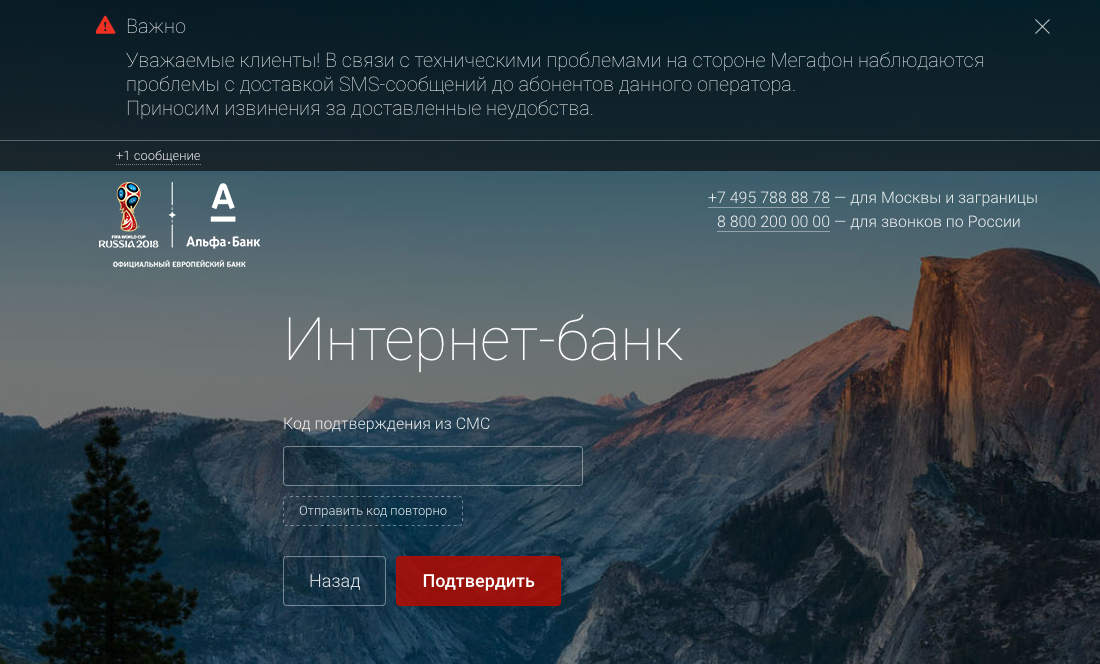 Важно
Уважаемые клиенты! В связи с техническими проблемами на стороне Мегафон наблюдаются
проблемы с доставкой SMS-сообщений до абонентов данного оператора.
Приносим извинения за доставленные неудобства.
+1 сообщение
+7 495 788 88 78 — для Москвы и заграницы
8 800 200 00 00 — для звонков по России
FIFA WORLD CUP
RUSSIA 2018
Альфа·Банк
ОФИЦИАЛЬНЫЙ ЕВРОПЕЙСКИЙ БАНК
Интернет-банк
Код подтверждения из СМС
Отправить код повторно
Назад
Подтвердить